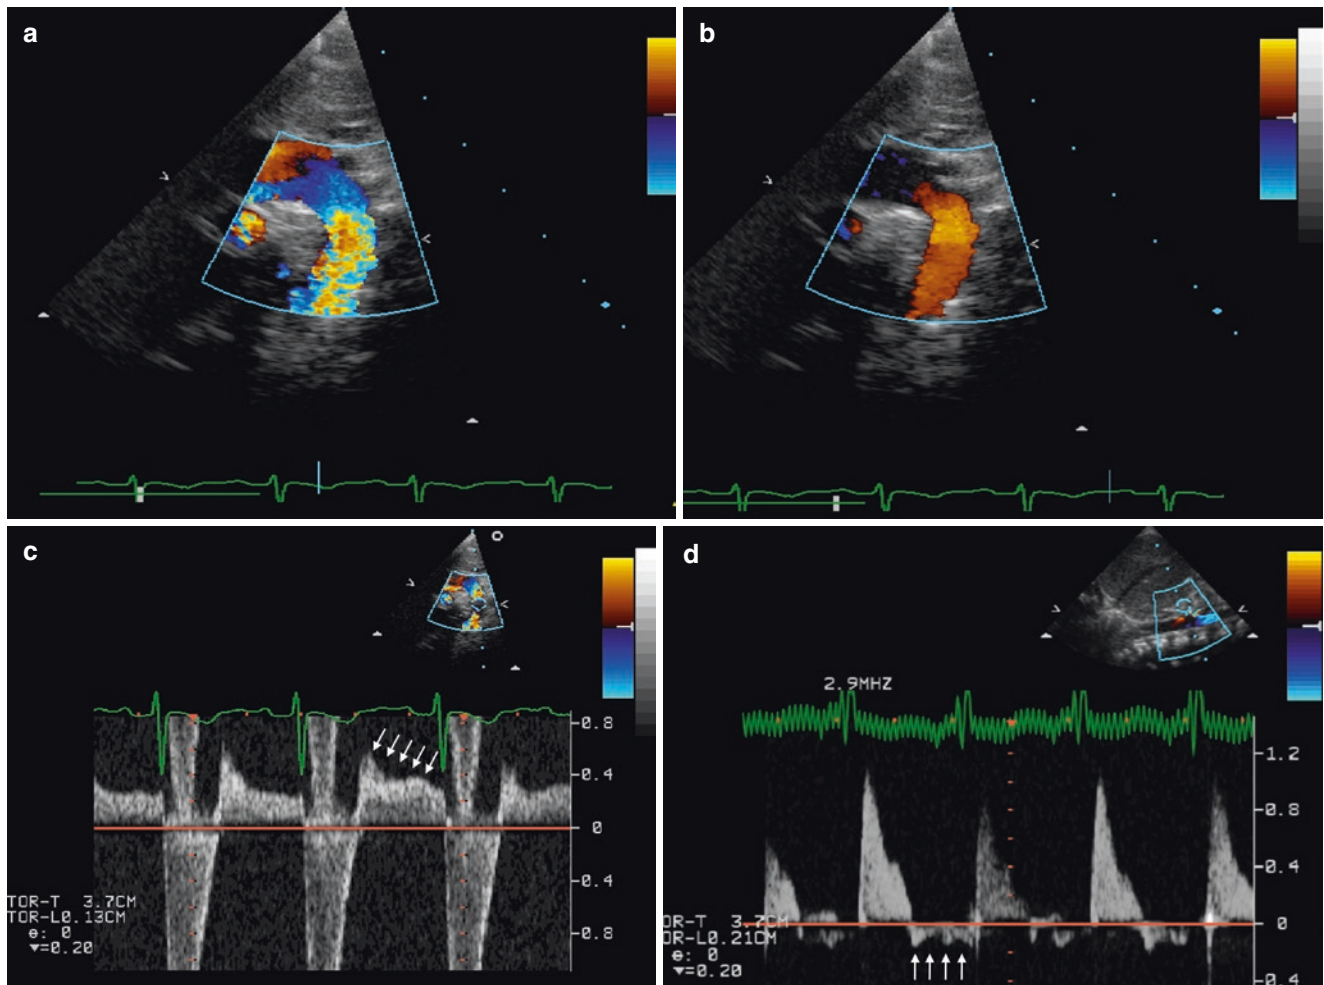 a
b
c
0.8
0.4
0
0.4
0.8
TOR-T 3.7CM
TOR-L0.13CM
θ: 0
▼=0.20
d
2.9MHZ
1.2
0.8
0.4
0
0.4
OR-T 3.7CM
OR-L0.21CM
θ: 0
▼=0.20